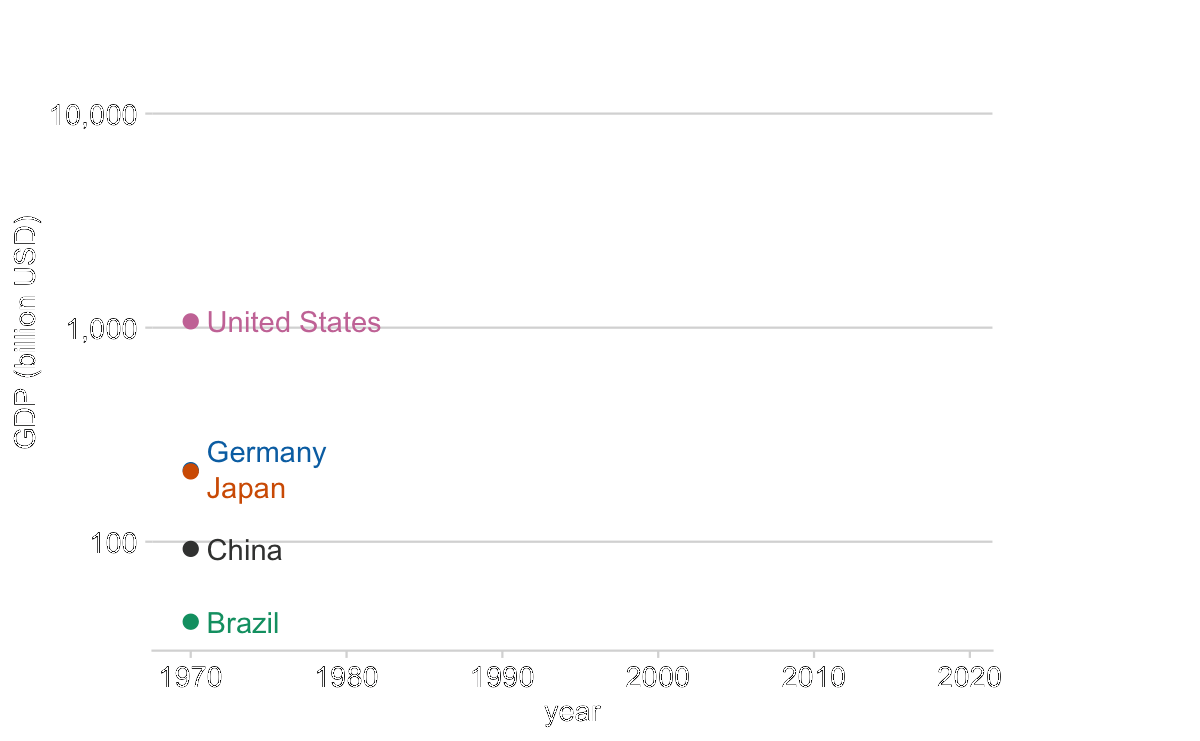 10,000
GDP (billion USD)
United States
1,000
Germany
Japan
100
China
Brazil
1970 1980 1990 2000 2010 2020
year